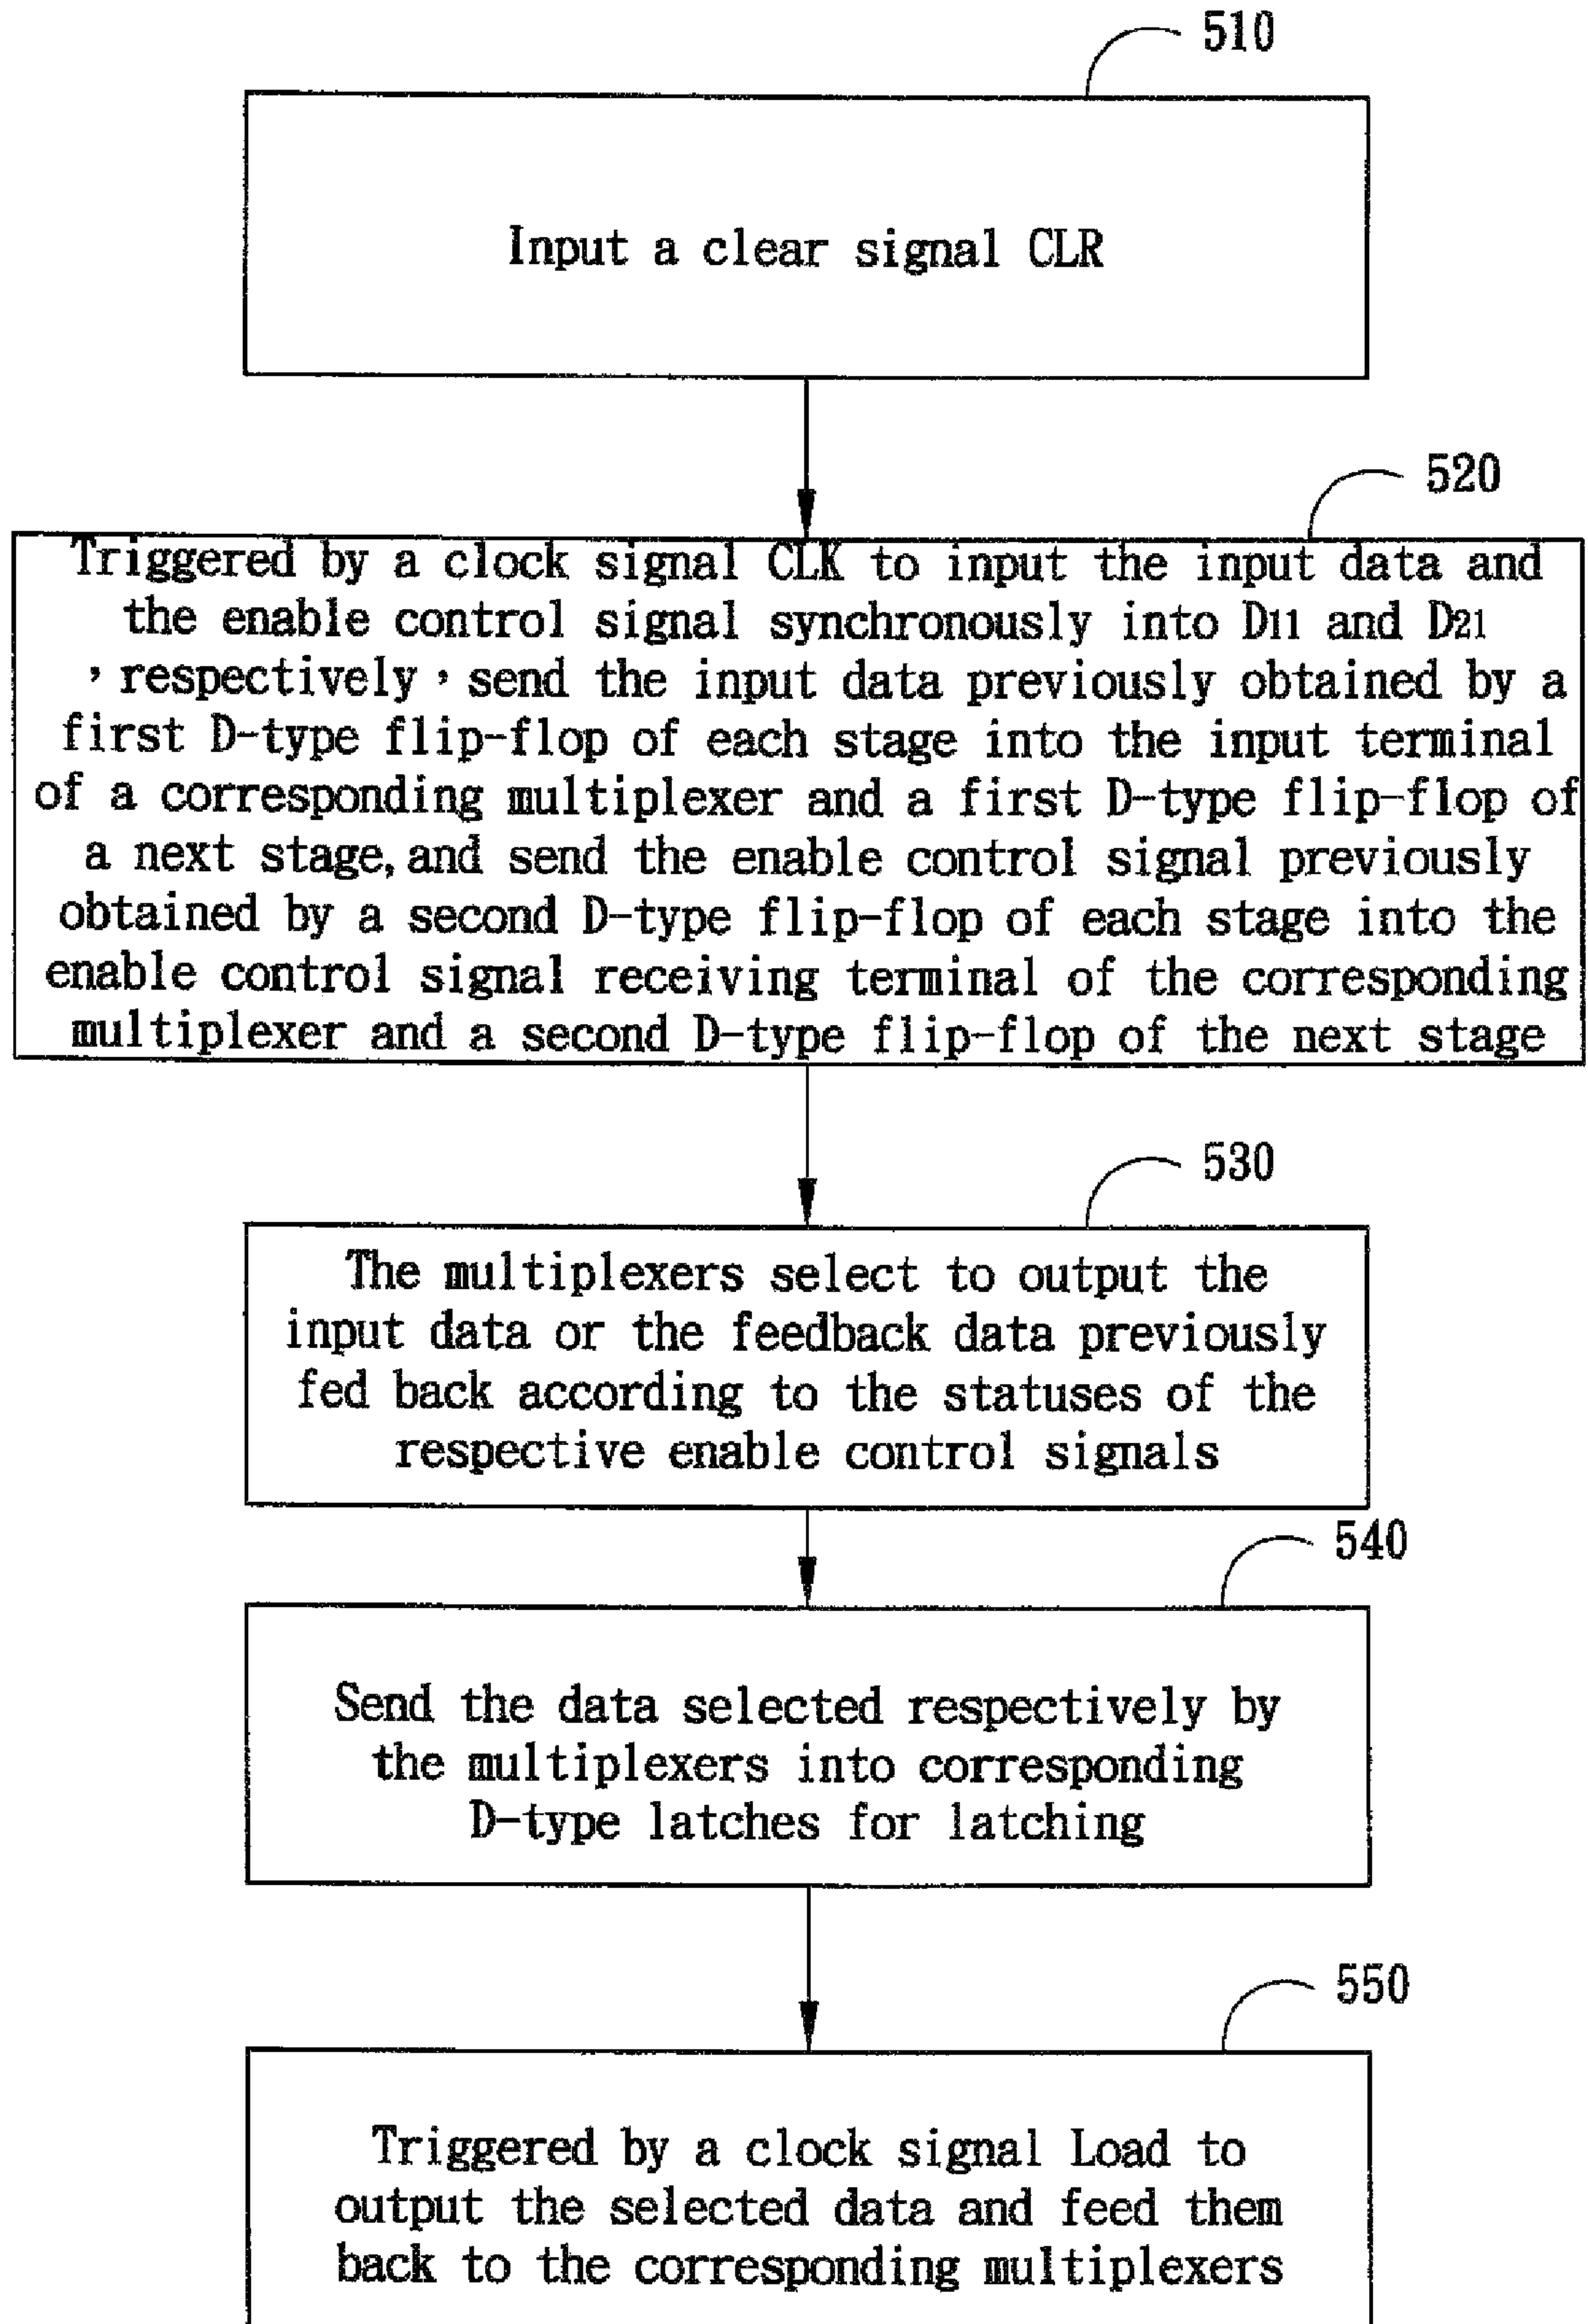 510
Input a clear signal CLR
520
Triggered by a clock signal CLK to input the input data and
the enable control signal synchronously into D11 and D21
, respectively, send the input data previously obtained by a
first D-type flip-flop of each stage into the input terminal
of a corresponding multiplexer and a first D-type flip-flop of
a next stage, and send the enable control signal previously
obtained by a second D-type flip-flop of each stage into the
enable control signal receiving terminal of the corresponding
multiplexer and a second D-type flip-flop of the next stage
530
The multiplexers select to output the
input data or the feedback data previously
fed back according to the statuses of the
respective enable control signals
540
Send the data selected respectively by
the multiplexers into corresponding
D-type latches for latching
550
Triggered by a clock signal Load to
output the selected data and feed them
back to the corresponding multiplexers